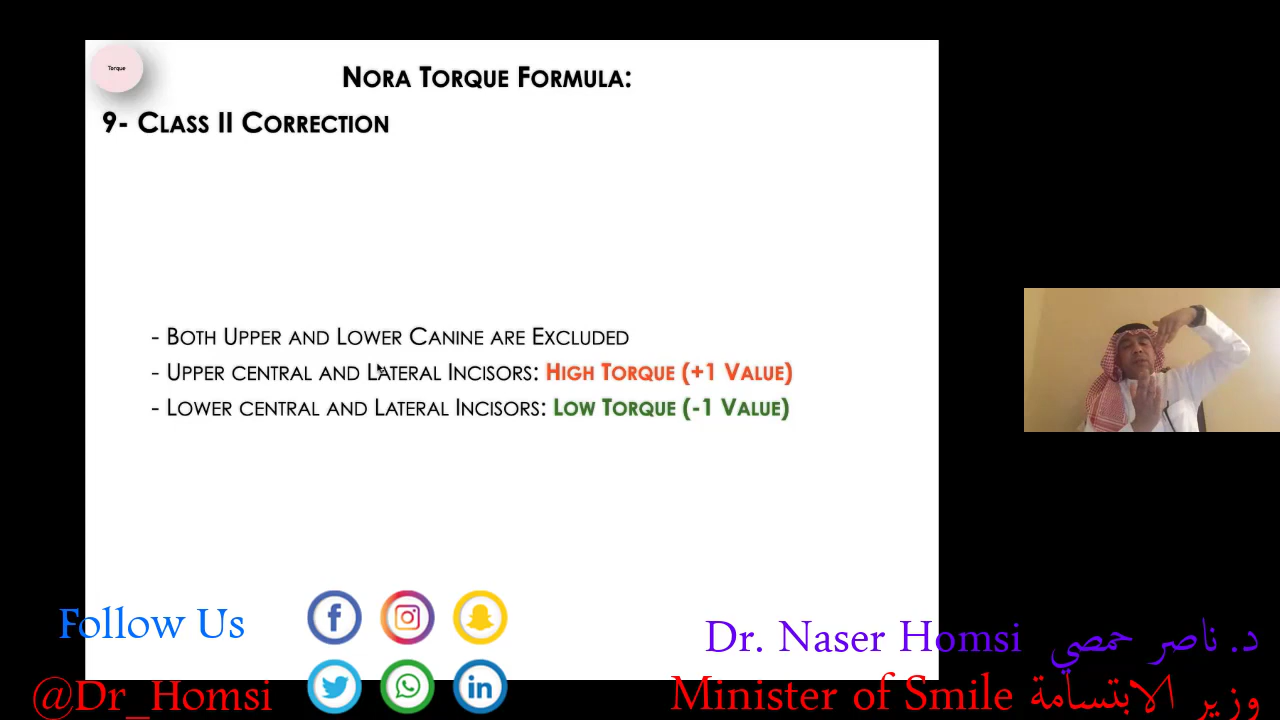 Torque
NORA TORQUE FORMULA:
9- CLASS II CORRECTION
- BOTH UPPER AND LOWER CANINE ARE EXCLUDED
- UPPER CENTRAL AND LATERAL INCISORS: HIGH TORQUE (+1 VALUE)
- LOWER CENTRAL AND LATERAL INCISORS: LOW TORQUE (-1 VALUE)
Follow Us
@Dr_Homsi
Dr. Naser Homsi د. ناصر حمصي
Minister of Smile وزير الابتسامة